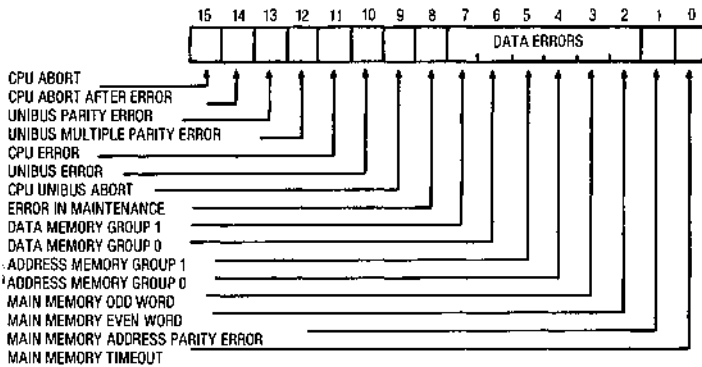 15 14 13 12 11 10 9 8 7 6 5 4 3 2 1 0
DATA ERRORS
CPU ABORT
CPU ABORT AFTER ERROR
UNIBUS PARITY ERROR
UNIBUS MULTIPLE PARITY ERROR
CPU ERROR
UNIBUS ERROR
CPU UNIBUS ABORT
ERROR IN MAINTENANCE
DATA MEMORY GROUP 1
DATA MEMORY GROUP 0
ADDRESS MEMORY GROUP 1
ADDRESS MEMORY GROUP 0
MAIN MEMORY ODD WORD
MAIN MEMORY EVEN WORD
MAIN MEMORY ADDRESS PARITY ERROR
MAIN MEMORY TIMEOUT